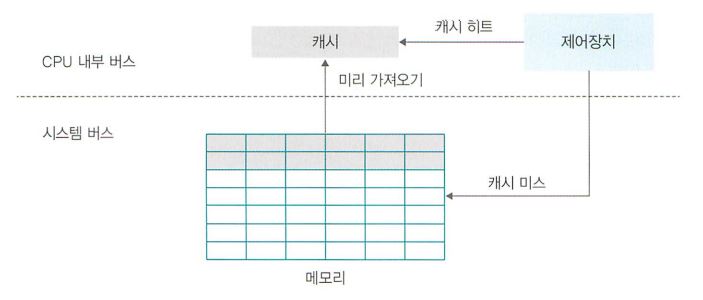 캐시 히트
캐시
제어장치
CPU 내부 버스
미리 가져오기
시스템 버스
캐시 미스
메모리